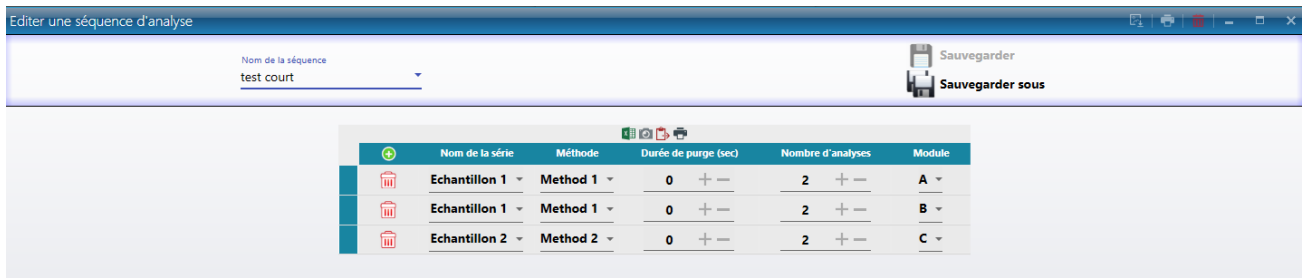 Editer une séquence d'analyse
Nom de la séquence
test court
Sauvegarder
Sauvegarder sous
Nom de la série Méthode Durée de purge (sec) Nombre d'analyses Module
Echantillon 1 Method 1 0 2 A
Echantillon 1 Method 1 0 2 B
Echantillon 2 Method 2 0 2 C